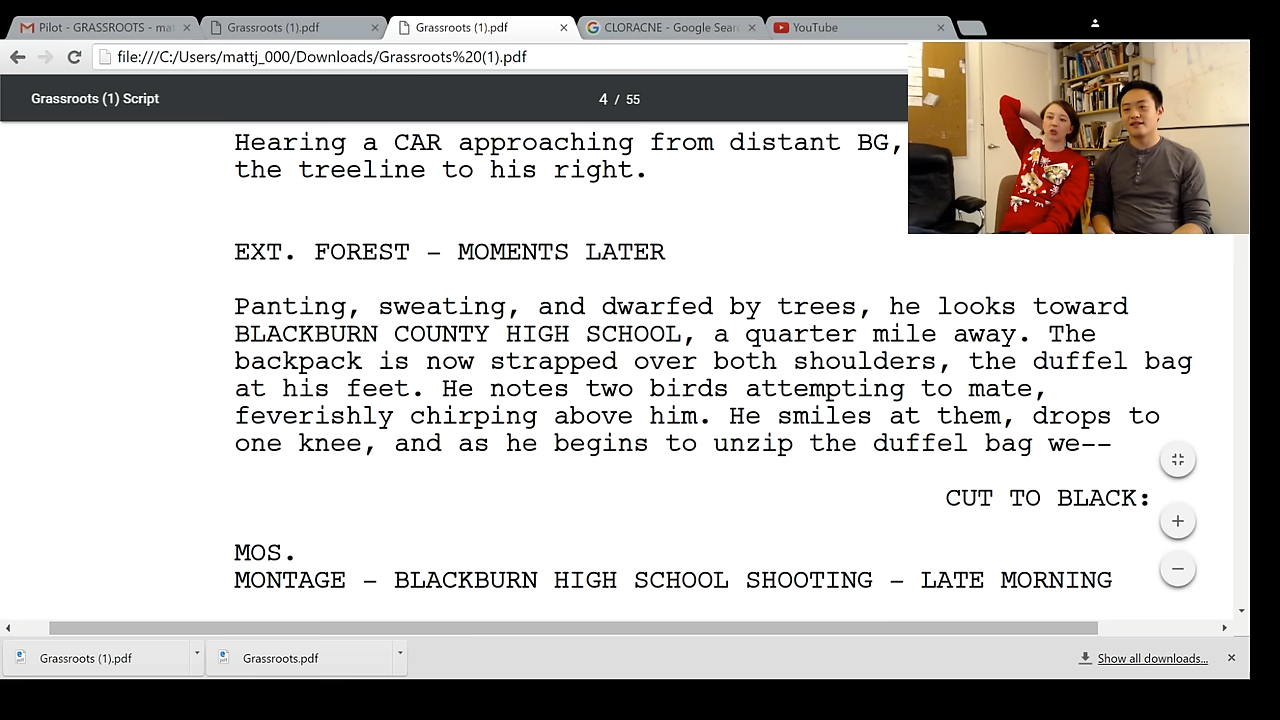 Pilot - GRASSROOTS - ma
Grassroots (1).pdf
Grassroots (1).pdf
CLORACNE - Google Sear
YouTube
file:///C:/Users/mattj_000/Downloads/Grassroots%20(1).pdf
Grassroots (1) Script
4 / 55
Hearing a CAR approaching from distant BG,
the treeline to his right.
EXT. FOREST – MOMENTS LATER
Panting, sweating, and dwarfed by trees, he looks toward
BLACKBURN COUNTY HIGH SCHOOL, a quarter mile away. The
backpack is now strapped over both shoulders, the duffel bag
at his feet. He notes two birds attempting to mate,
feverishly chirping above him. He smiles at them, drops to
one knee, and as he begins to unzip the duffel bag we––
CUT TO BLACK:
MOS.
MONTAGE – BLACKBURN HIGH SCHOOL SHOOTING – LATE MORNING
Grassroots (1).pdf
Grassroots.pdf
Show all downloads...